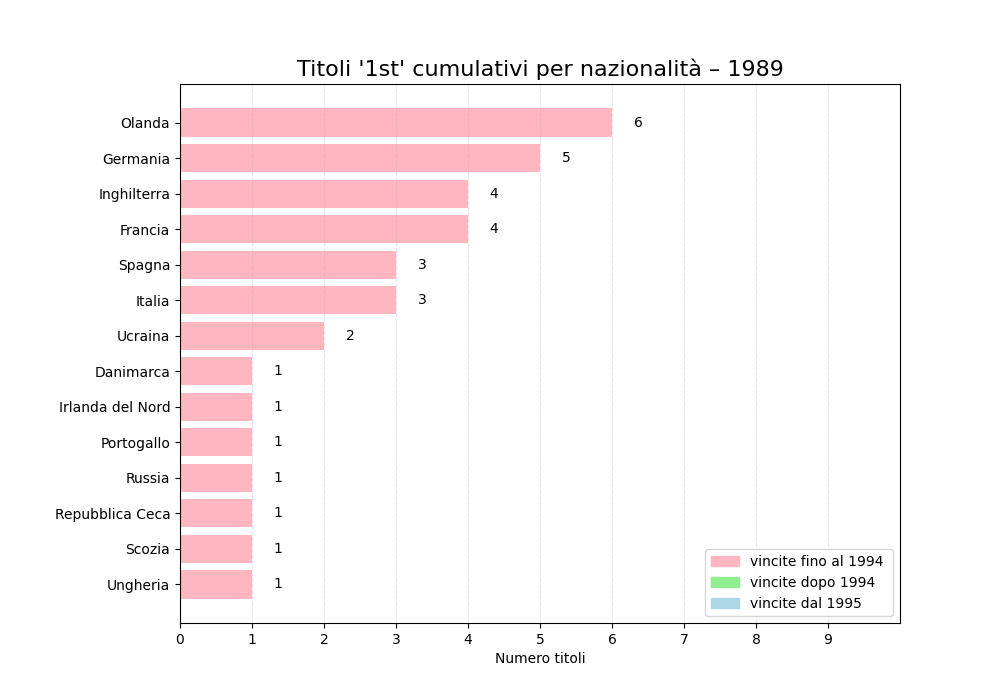 Titoli '1st' cumulativi per nazionalità – 1989
Olanda 6
Germania 5
Inghilterra 4
Francia 4
Spagna 3
Italia 3
Ucraina 2
Danimarca 1
Irlanda del Nord 1
Portogallo 1
Russia 1
Repubblica Ceca 1
Scozia 1
Ungheria 1
vincite fino al 1994
vincite dopo 1994
vincite dal 1995
0 1 2 3 4 5 6 7 8 9
Numero titoli